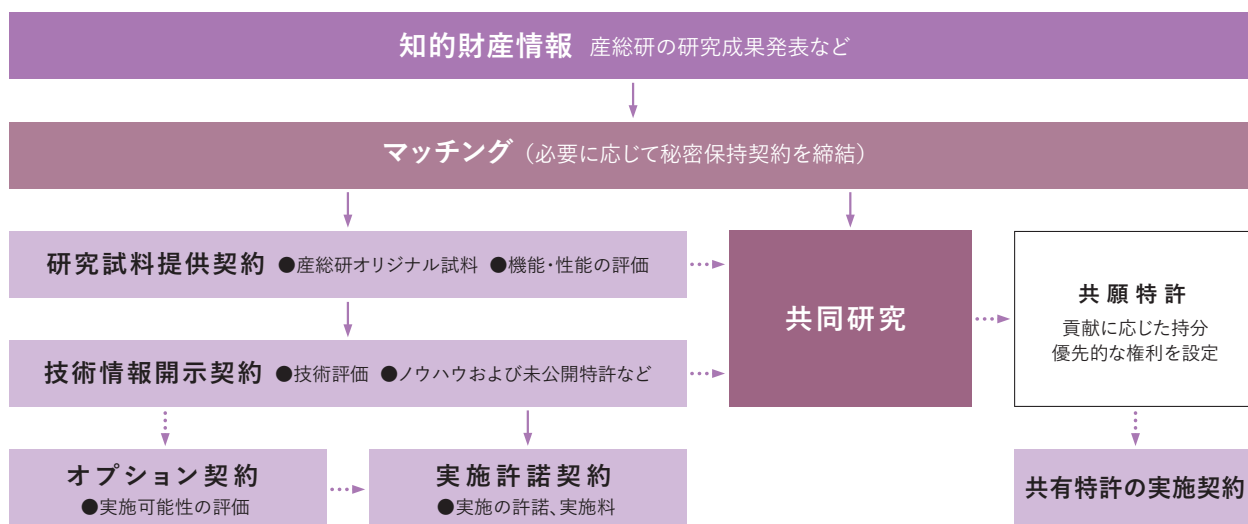 知的財産情報 産総研の研究成果発表など
マッチング（必要に応じて秘密保持契約を締結）
研究試料提供契約 ●産総研オリジナル試料 ●機能・性能の評価
技術情報開示契約 ●技術評価 ●ノウハウおよび未公開特許など
共同研究
共願特許
貢献に応じた持分
優先的な権利を設定
オプション契約
●実施可能性の評価
実施許諾契約
●実施の許諾、実施料
共有特許の実施契約